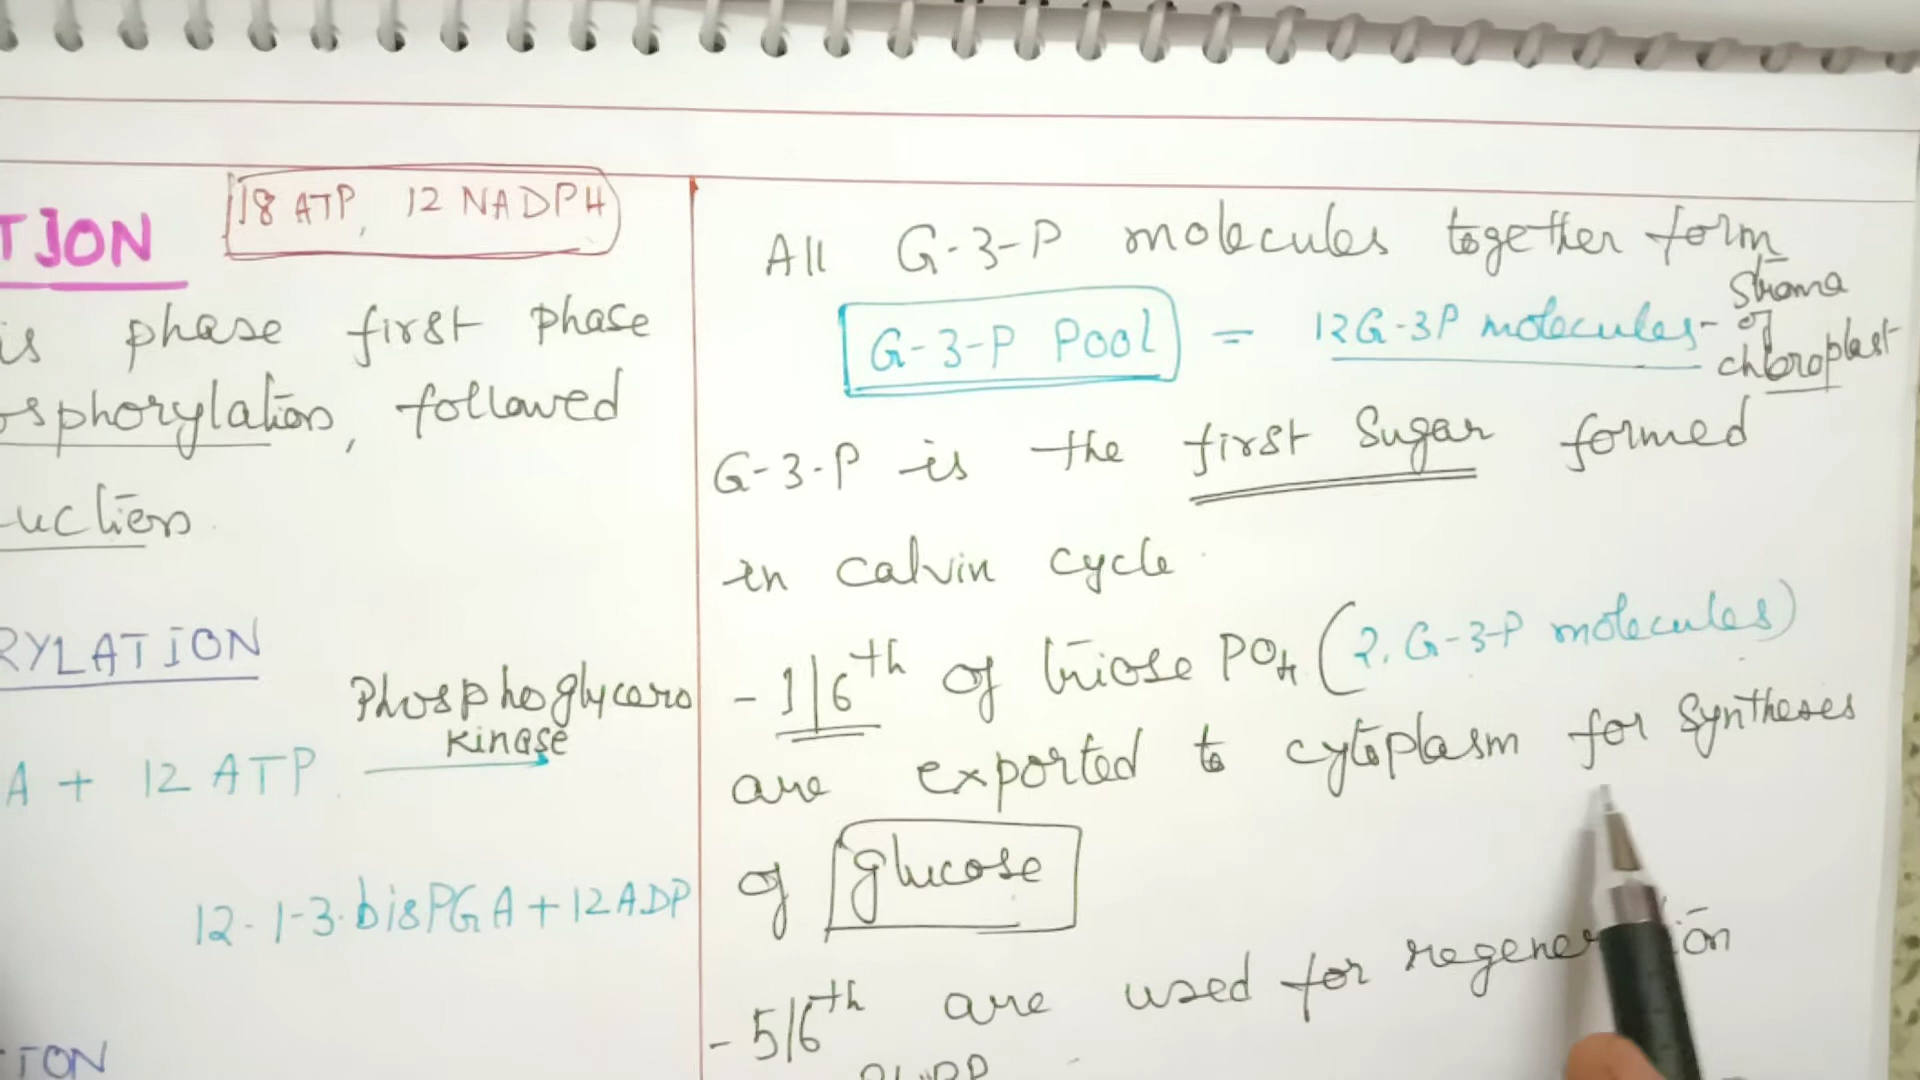 TION
18 ATP, 12 NADPH
is phase first phase
osphorylation, followed
uction
RYLATION
Phosphoglycero
kinase
A + 12 ATP
12-1-3-bisPGA+12ADP
TION
All G-3-P molecules together form
G-3-P Pool = 12G-3P molecules-
stroma
of
chloroplast
G-3-P is the first sugar formed
in calvin cycle
- 1/6th of triose PO4 (2.G-3-P molecules)
are exported to cytoplasm for syntheses
of glucose
- 5/6th are used for regene ion